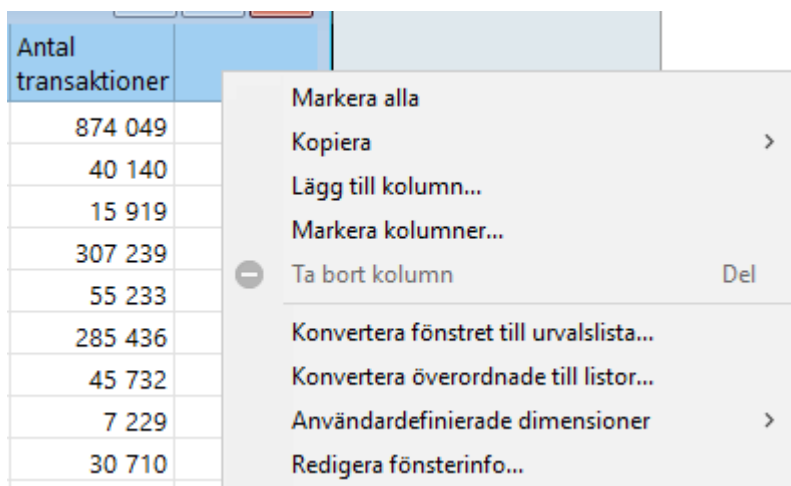 Antal
transaktioner
874 049
40 140
15 919
307 239
55 233
285 436
45 732
7 229
30 710
Markera alla
Kopiera
Lägg till kolumn...
Markera kolumner...
Ta bort kolumn Del
Konvertera fönstret till urvalslista...
Konvertera överordnade till listor...
Användardefinierade dimensioner
Redigera fönsterinfo...